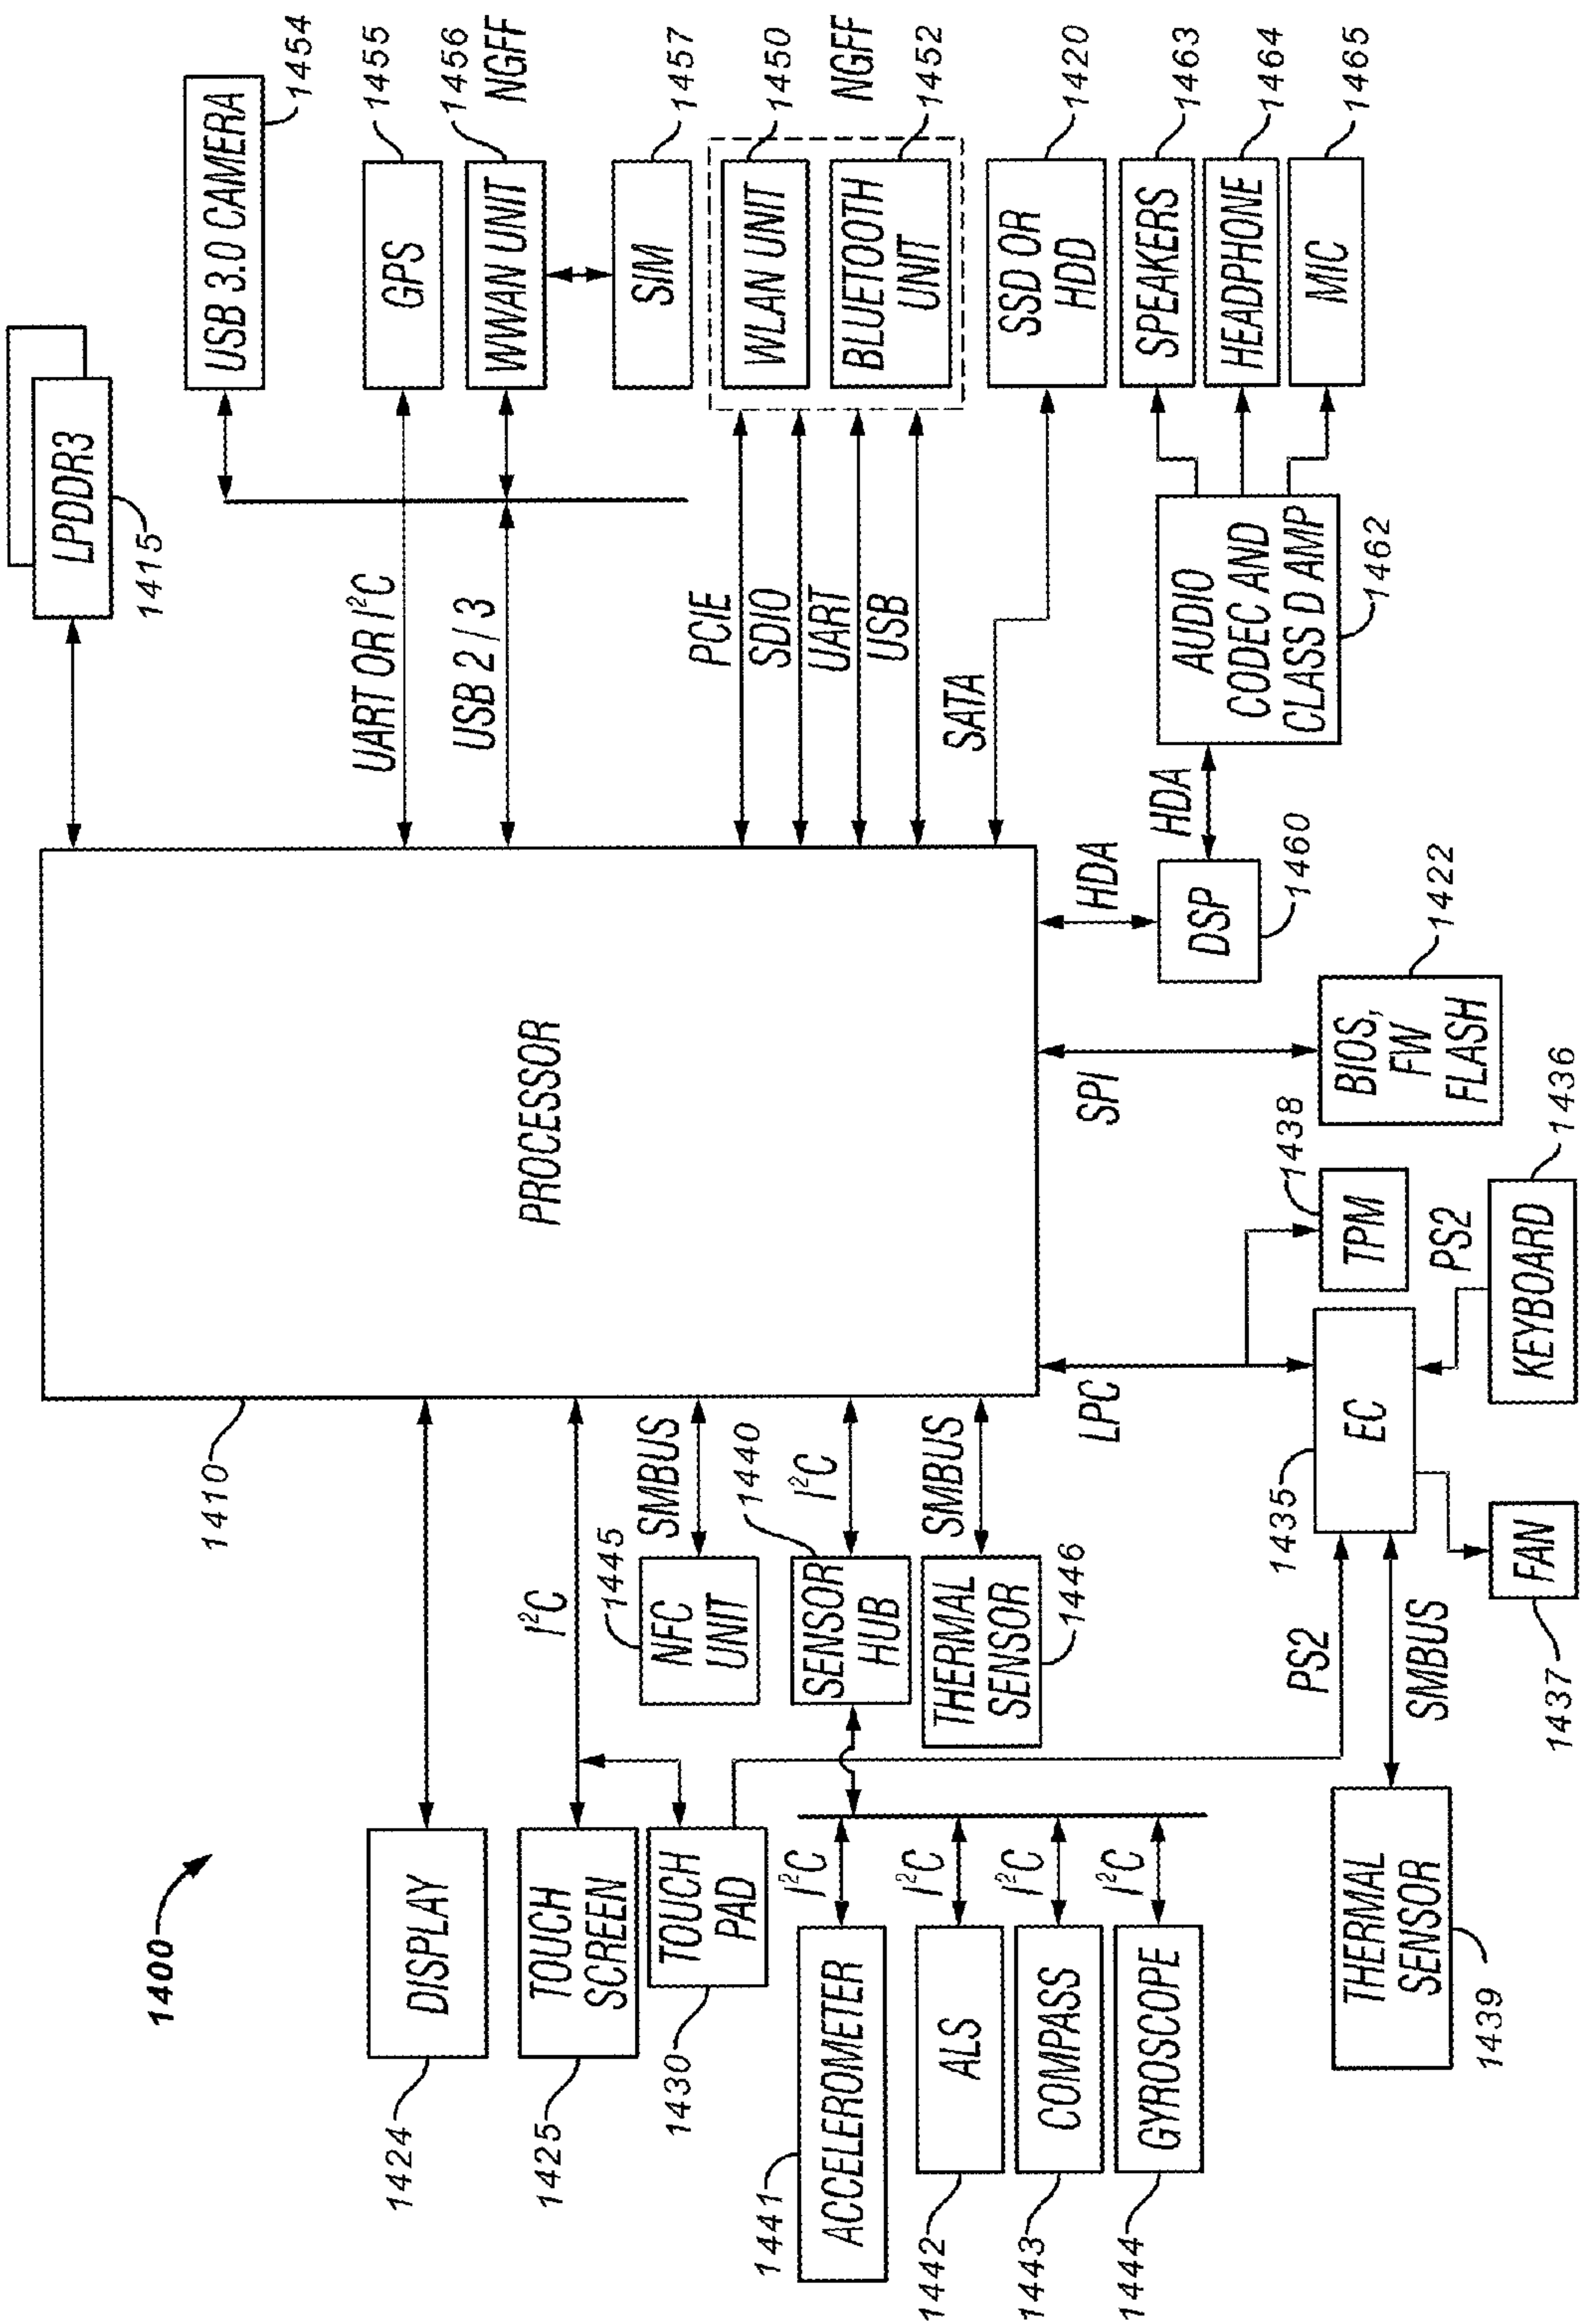 1400
LPDDR3
1415
USB 3.0 CAMERA
1454
DISPLAY
1424
1410
PROCESSOR
UART OR I²C
GPS
1455
USB 2 / 3
WWAN UNIT
1456
NGFF
SIM
1457
TOUCH
SCREEN
1425
I²C
TOUCH
PAD
1430
NFC
UNIT
1445
SMBUS
PCIE
SDIO
UART
USB
WLAN UNIT
1450
BLUETOOTH
UNIT
NGFF
1452
SENSOR
HUB
1440
I²C
THERMAL
SENSOR
1446
SMBUS
SATA
SSD OR
HDD
1420
ACCELEROMETER
1441
I²C
ALS
1442
I²C
COMPASS
1443
I²C
GYROSCOPE
1444
I²C
HDA
DSP
1460
HDA
AUDIO
CODEC AND
CLASS D AMP
1462
SPEAKERS
1463
HEADPHONE
1464
MIC
1465
LPC
SPI
BIOS,
FW
FLASH
1422
TPM
1438
EC
1435
PS2
KEYBOARD
1436
PS2
SMBUS
FAN
1437
THERMAL
SENSOR
1439